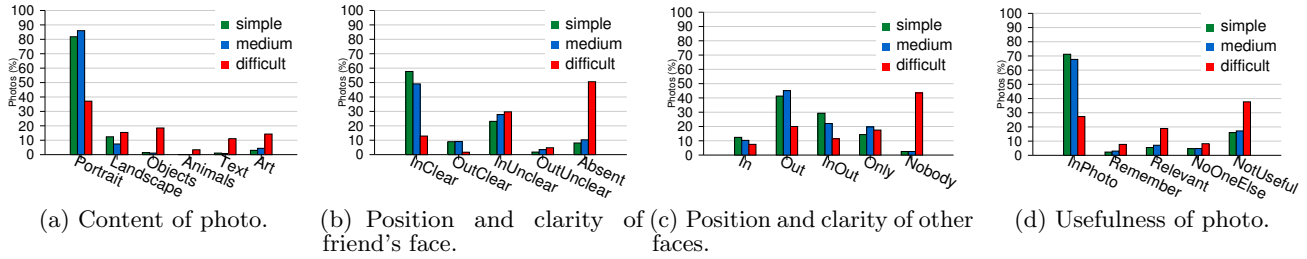 100
90
80
70
60
50
40
30
20
10
0
Photos (%)
simple
medium
difficult
Portrait
Landscape
Objects
Animals
Text
Art
(a) Content of photo.
100
90
80
70
60
50
40
30
20
10
0
Photos (%)
simple
medium
difficult
InClear
OutClear
InUnclear
OutUnclear
Absent
(b) Position and clarity of
friend's face.
100
90
80
70
60
50
40
30
20
10
0
Photos (%)
simple
medium
difficult
In
Out
InOut
Only
Nobody
(c) Position and clarity of other
faces.
100
90
80
70
60
50
40
30
20
10
0
Photos (%)
simple
medium
difficult
InPhoto
Remember
Relevant
NoOneElse
NotUseful
(d) Usefulness of photo.